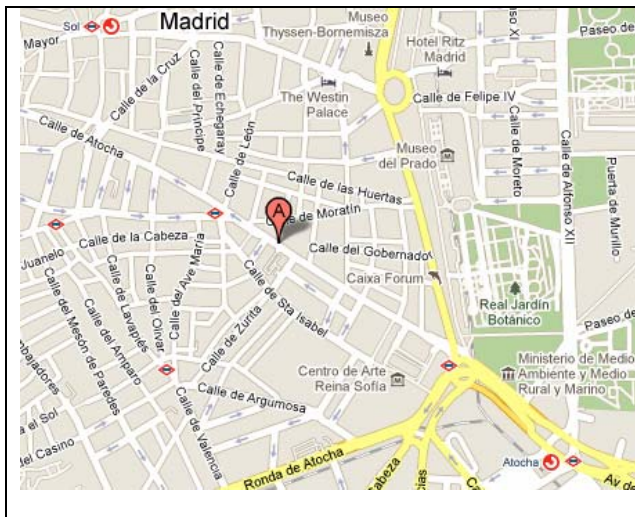 Madrid
Sol
Mayor
Museo
Thyssen-Bornemisza
Hotel Ritz
Madrid
Paseo de
Calle de la Cruz
Calle del Príncipe
Calle de Echegaray
The Westin
Palace
Calle de Felipe IV
Calle de León
Calle de Atocha
Museo
del Prado
Calle de Moreto
Calle de Alfonso XII
Puerta de Murillo
Calle de las Huertas
A
de Moratín
Calle de la Cabeza
Calle del Gobernador
Juanelo
Calle del Ave María
Calle del Olivar
Calle de Lavapiés
Calle del Amparo
Calle del Mesón de Paredes
Calle de Sta Isabel
Calle de Zurita
Caixa Forum
Real Jardín
Botánico
Paseo de
Ministerio de Medio
Ambiente y Medio
Rural y Marino
Centro de Arte
Reina Sofía
Calle de Argumosa
Calle de Valencia
bajadores
a el Sol
del Casino
Ronda de Atocha
Cabeza
cias
Atocha
Av de